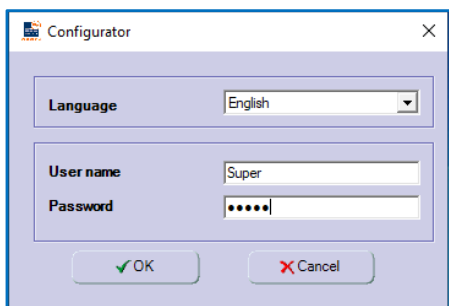 Configurator
Language English
User name Super
Password •••••
OK Cancel